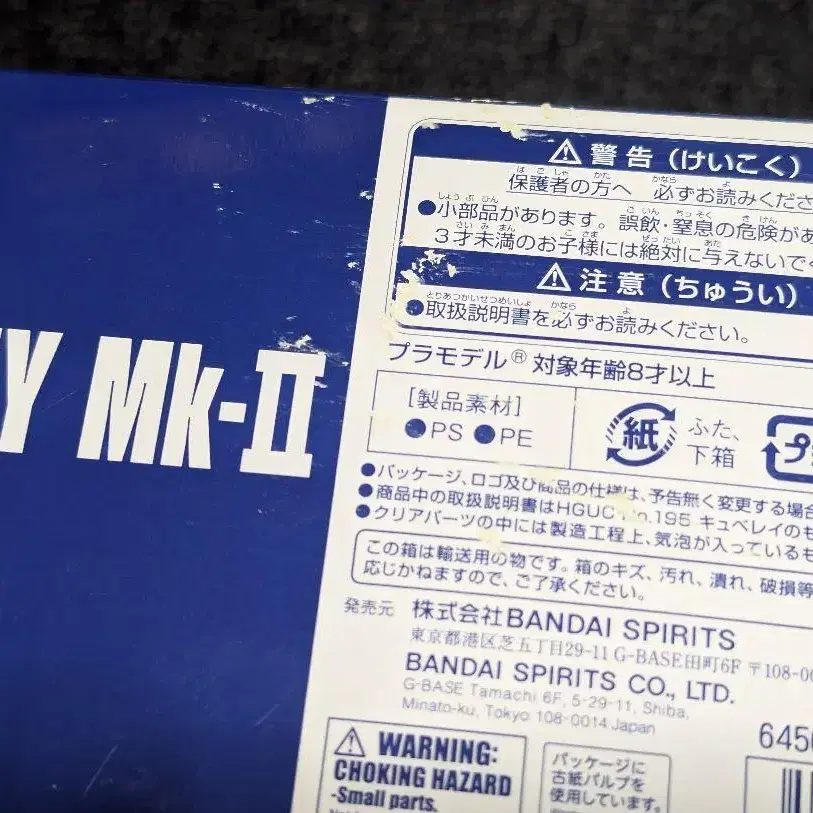 Y Mk-II
警告(けいこく)
保護者の方へ 必ずお読みくださ
●小部品があります。誤飲・窒息の危険があ
3才未満のお子様には絶対に与えないでく
注意(ちゅうい)
●取扱説明書を必ずお読みください。
プラモデル® 対象年齢8才以上
[製品素材]
●PS ●PE
紙
ふた、
下箱
プ
●パッケージ、ロゴ及び商品の仕様は、予告無く変更する場合
●商品中の取扱説明書はHGUC No.195 キュベレイのも
●クリアパーツの中には製造工程上、気泡が入っているも
この箱は輸送用の物です。箱のキズ、汚れ、潰れ、破損等
応じかねますので、ご了承ください。
発売元 株式会社BANDAI SPIRITS
東京都港区芝五丁目29-11 G-BASE田町6F 〒108-00
BANDAI SPIRITS CO., LTD.
G-BASE Tamachi 6F, 5-29-11, Shiba,
Minato-ku, Tokyo 108-0014 Japan
WARNING:
CHOKING HAZARD
-Small parts.
パッケージに
古紙パルプを
使用しています。